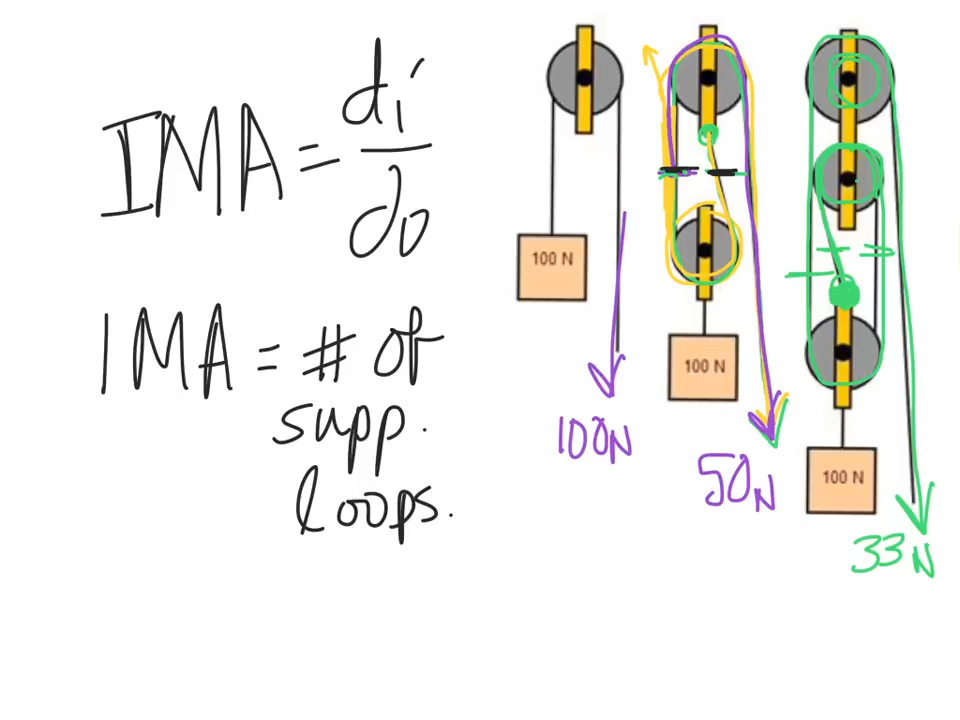 IMA = di / do
IMA = # of
supp.
loops.
100 N
100N
100 N
50N
100 N
33N